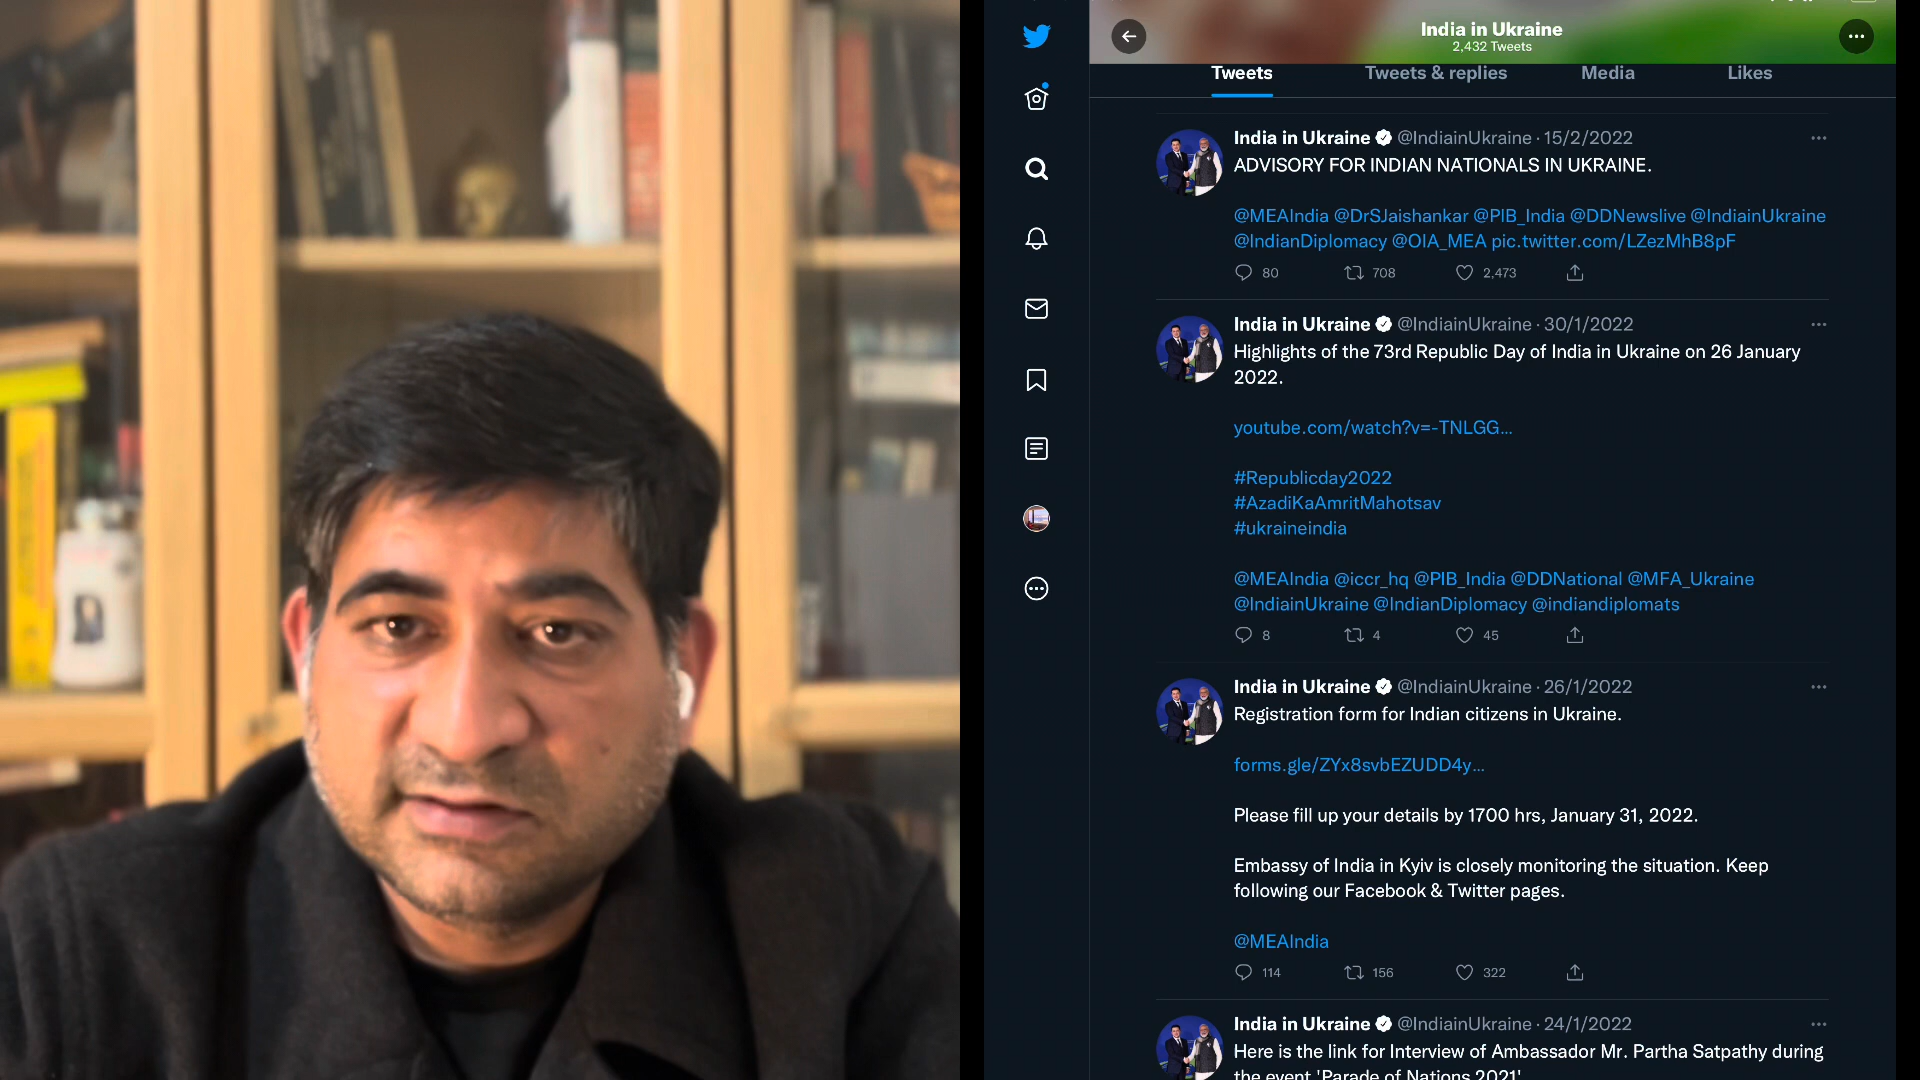 India in Ukraine
2,432 Tweets
Tweets Tweets & replies Media Likes
India in Ukraine @IndiainUkraine · 15/2/2022
ADVISORY FOR INDIAN NATIONALS IN UKRAINE.
@MEAIndia @DrSJaishankar @PIB_India @DDNewslive @IndiainUkraine
@IndianDiplomacy @OIA_MEA pic.twitter.com/LZezMhB8pF
80 708 2,473
India in Ukraine @IndiainUkraine · 30/1/2022
Highlights of the 73rd Republic Day of India in Ukraine on 26 January
2022.
youtube.com/watch?v=-TNLGG...
#Republicday2022
#AzadiKaAmritMahotsav
#ukraineindia
@MEAIndia @iccr_hq @PIB_India @DDNational @MFA_Ukraine
@IndiainUkraine @IndianDiplomacy @indiandiplomats
8 4 45
India in Ukraine @IndiainUkraine · 26/1/2022
Registration form for Indian citizens in Ukraine.
forms.gle/ZYx8svbEZUDD4y...
Please fill up your details by 1700 hrs, January 31, 2022.
Embassy of India in Kyiv is closely monitoring the situation. Keep
following our Facebook & Twitter pages.
@MEAIndia
114 156 322
India in Ukraine @IndiainUkraine · 24/1/2022
Here is the link for Interview of Ambassador Mr. Partha Satpathy during
the event 'Parade of Nations 2021'